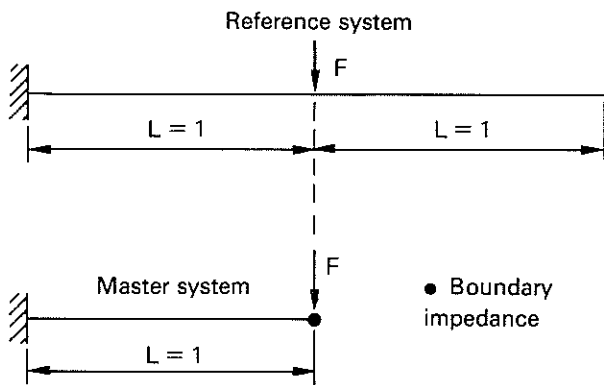 Reference system
F
L = 1
L = 1
F
Master system
● Boundary
impedance
L = 1